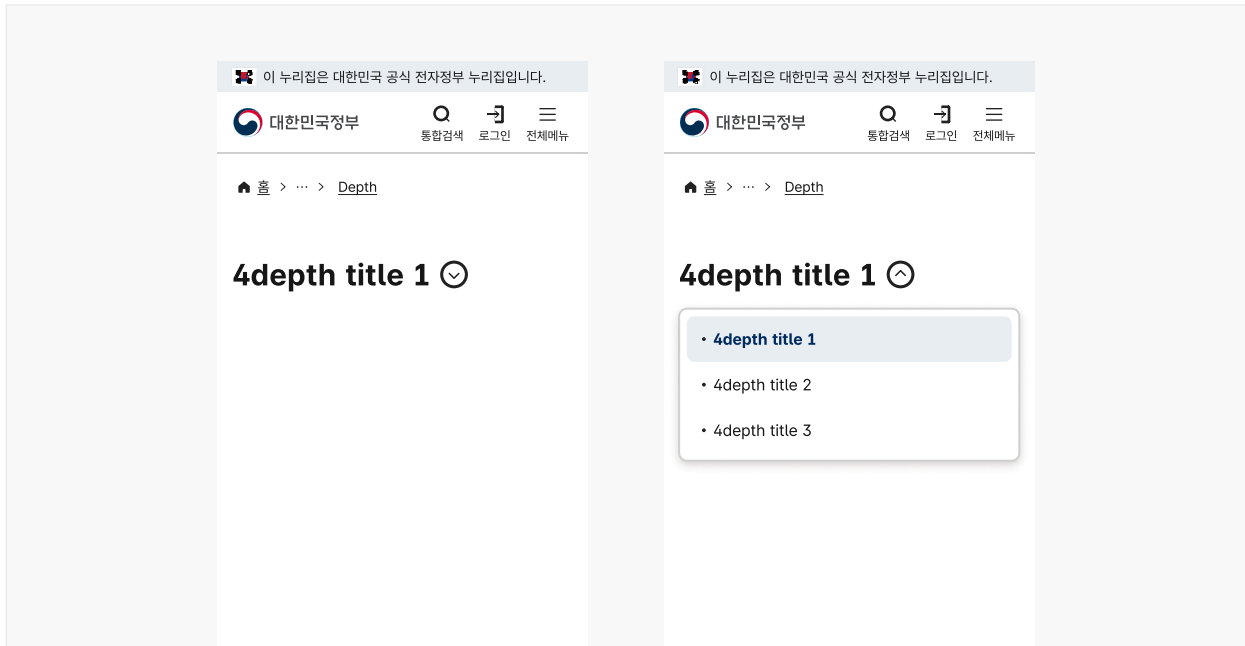 이 누리집은 대한민국 공식 전자정부 누리집입니다.
대한민국정부
통합검색 로그인 전체메뉴
홈 > ··· > Depth
4depth title 1
이 누리집은 대한민국 공식 전자정부 누리집입니다.
대한민국정부
통합검색 로그인 전체메뉴
홈 > ··· > Depth
4depth title 1
• 4depth title 1
• 4depth title 2
• 4depth title 3